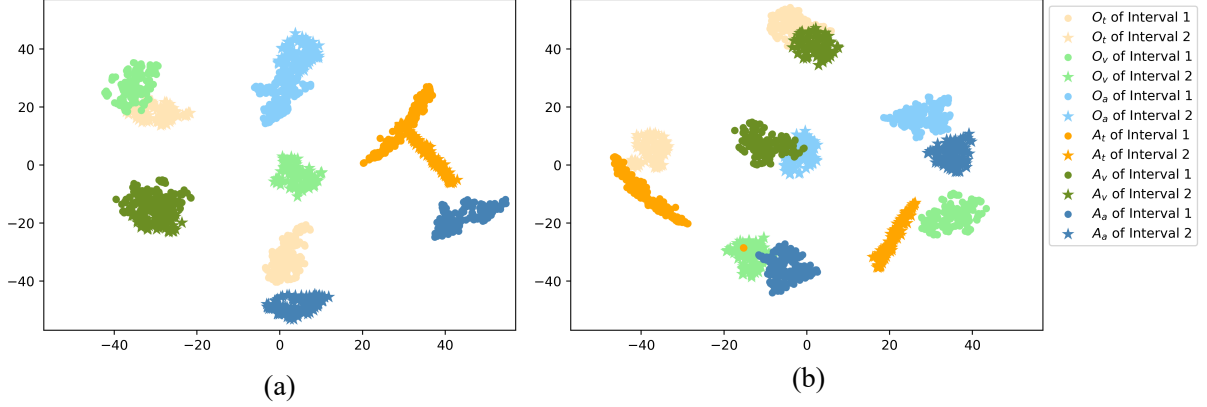 40
20
0
−20
−40
−40
−20
0
20
40
(a)
40
20
0
−20
−40
−40
−20
0
20
40
(b)
O_t of Interval 1
O_t of Interval 2
O_v of Interval 1
O_v of Interval 2
O_a of Interval 1
O_a of Interval 2
A_t of Interval 1
A_t of Interval 2
A_v of Interval 1
A_v of Interval 2
A_a of Interval 1
A_a of Interval 2